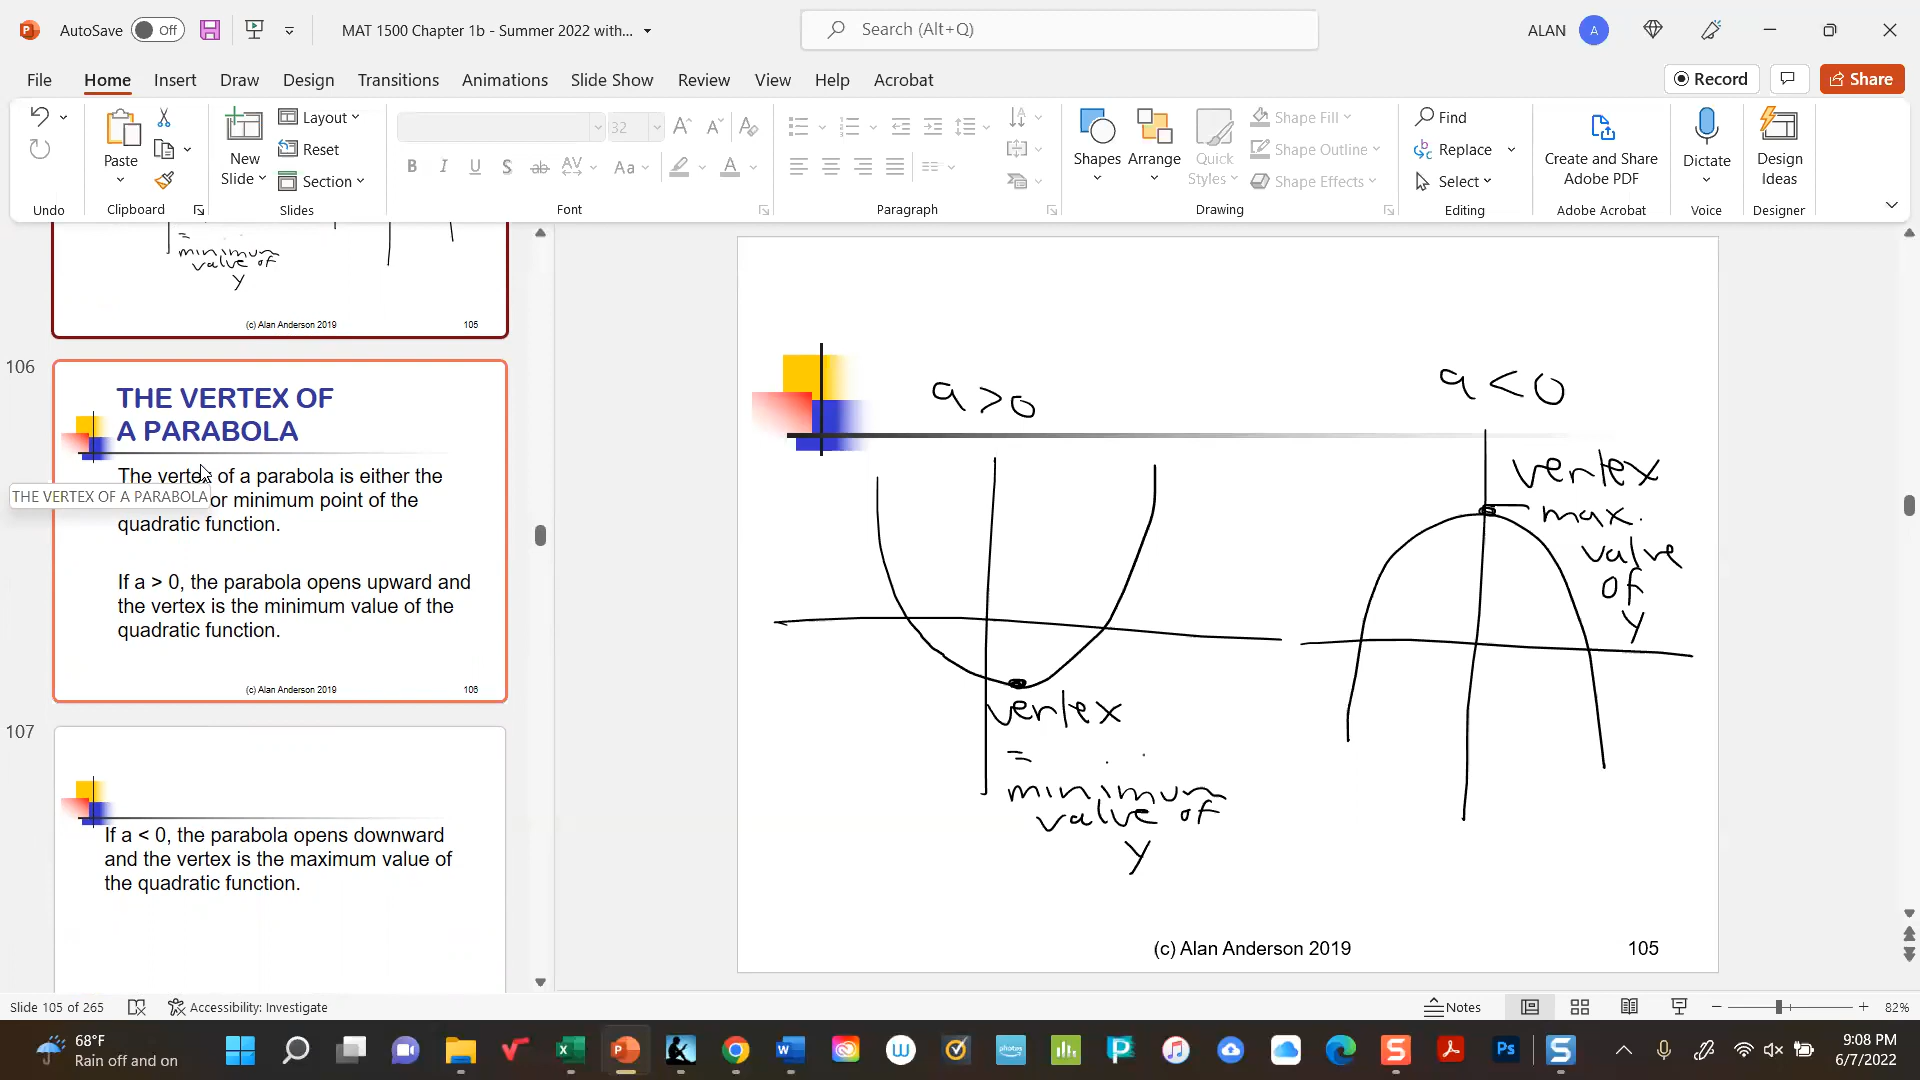 AutoSave Off MAT 1500 Chapter 1b - Summer 2022 with... Search (Alt+Q) ALAN A
File Home Insert Draw Design Transitions Animations Slide Show Review View Help Acrobat Record Share
Paste New Slide Layout Reset Section 32 Aa Shapes Arrange Quick Styles Shape Fill Shape Outline Shape Effects Find Replace Select Create and Share Adobe PDF Dictate Design Ideas
Undo Clipboard Slides Font Paragraph Drawing Editing Adobe Acrobat Voice Designer
=
minimum
value of
y
(c) Alan Anderson 2019 105
106
THE VERTEX OF
A PARABOLA
The vertex of a parabola is either the
or minimum point of the
quadratic function.
THE VERTEX OF A PARABOLA
If a > 0, the parabola opens upward and
the vertex is the minimum value of the
quadratic function.
(c) Alan Anderson 2019 106
107
If a < 0, the parabola opens downward
and the vertex is the maximum value of
the quadratic function.
a > 0
vertex
=
minimum
value of
y
a < 0
vertex
max.
value
of
y
(c) Alan Anderson 2019 105
Slide 105 of 265 Accessibility: Investigate Notes 82%
68°F
Rain off and on
9:08 PM
6/7/2022